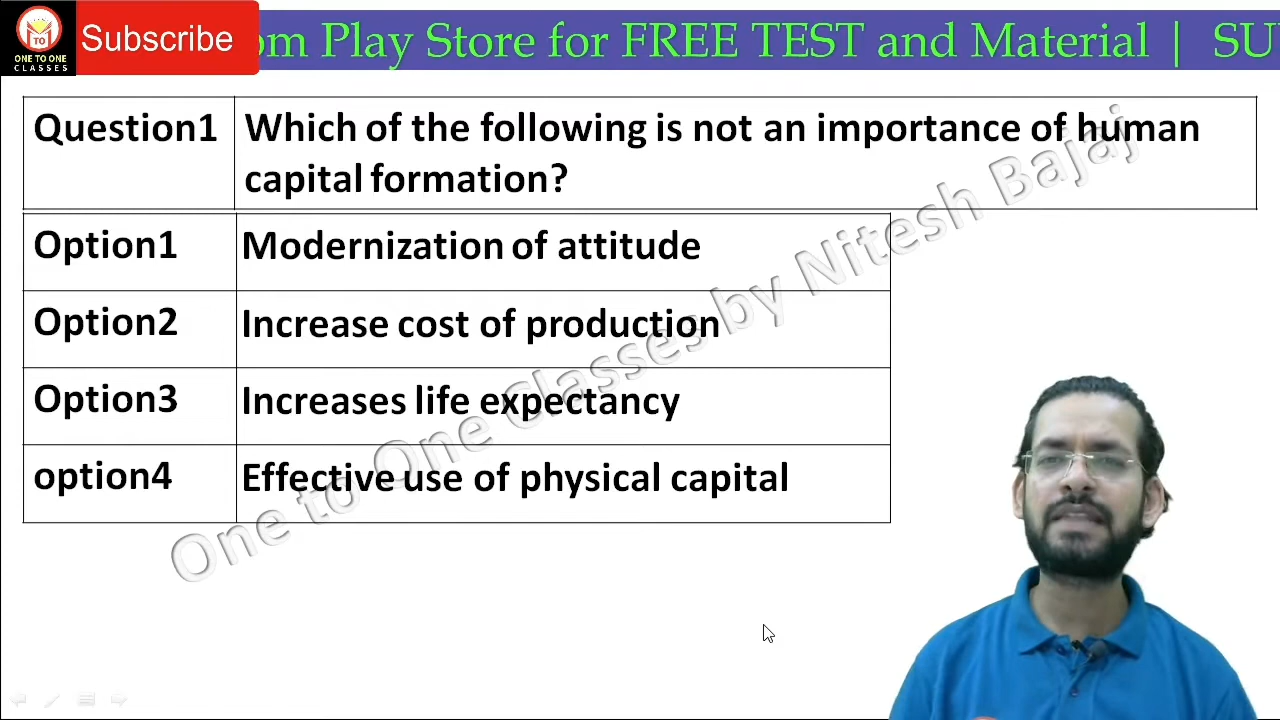 TO
ONE TO ONE
CLASSES
Subscribe
om Play Store for FREE TEST and Material | SU
Question1 Which of the following is not an importance of human
capital formation?
Option1 Modernization of attitude
Option2 Increase cost of production
Option3 Increases life expectancy
option4 Effective use of physical capital
One to One Classes by Nitesh Bajaj